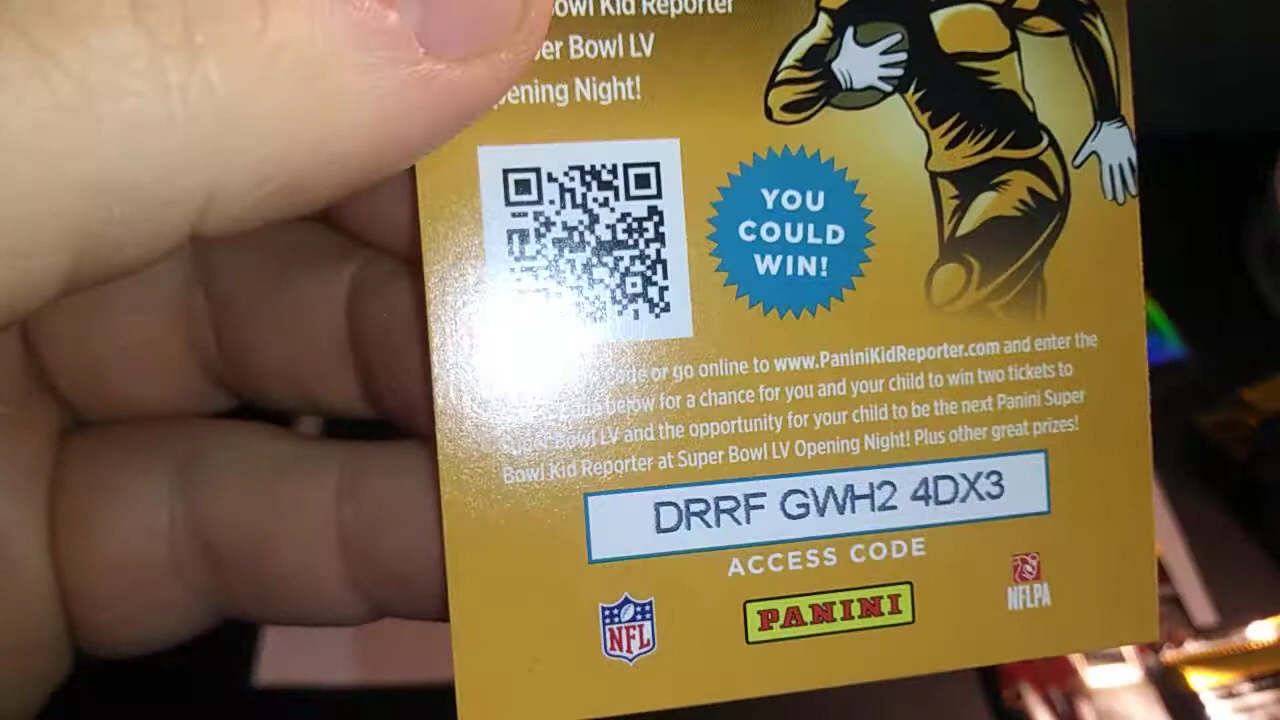 Bowl Kid Reporter
Bowl LV
Opening Night!
YOU
COULD
WIN!
or go online to www.PaniniKidReporter.com and enter the
below for a chance for you and your child to win two tickets to
Super Bowl LV and the opportunity for your child to be the next Panini Super
Bowl Kid Reporter at Super Bowl LV Opening Night! Plus other great prizes!
DRRF GWH2 4DX3
ACCESS CODE
NFL
PANINI
NFLPA